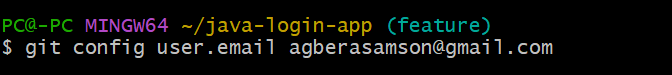 PC@-PC MINGW64 ~/java-login-app (feature)
$ git config user.email agberasamson@gmail.com